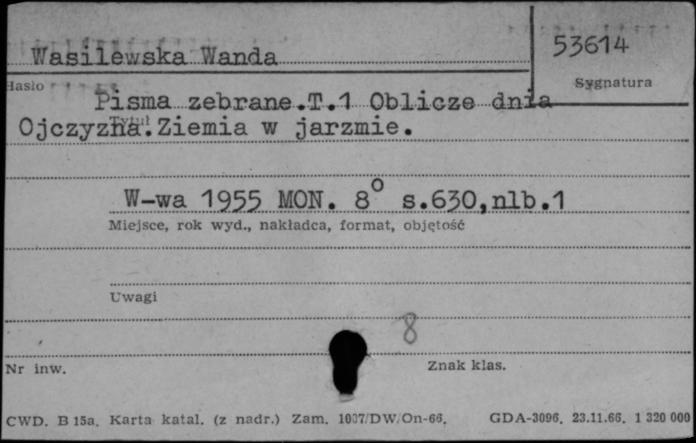 Wasilewska Wanda
53614
Hasło
Sygnatura
Pisma zebrane.T.1 Oblicze dnia
Tytuł
Ojczyzna.Ziemia w jarzmie.
W-wa 1955 MON. 8° s.630,nlb.1
Miejsce, rok wyd., nakładca, format, objętość
Uwagi
8
Nr inw.
Znak klas.
CWD. B 15a. Karta katal. (z nadr.) Zam. 1037/DW/On-66. GDA-3096. 23.11.66. 1 320 000